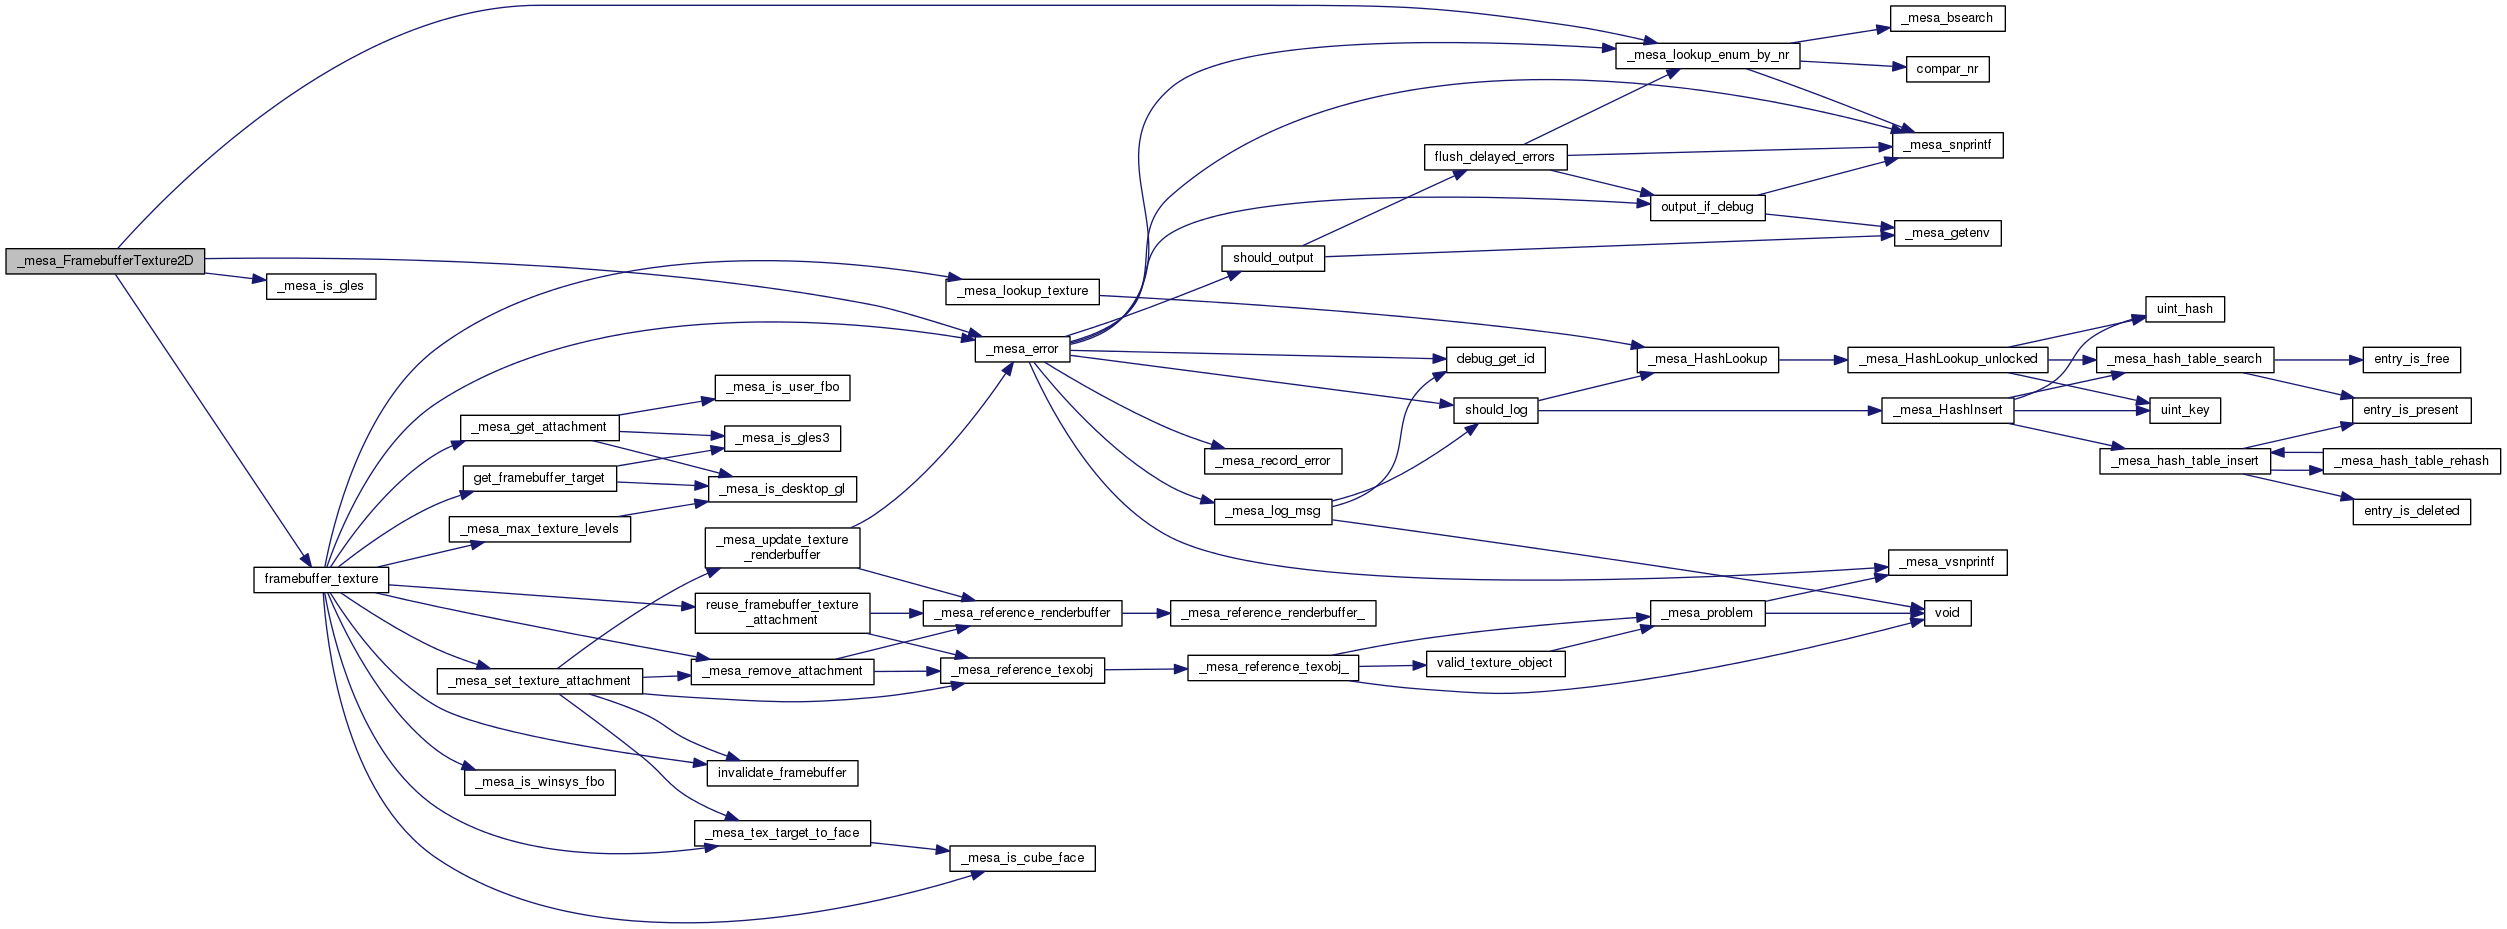 _mesa_FramebufferTexture2D
_mesa_is_gles
framebuffer_texture
_mesa_get_attachment
get_framebuffer_target
_mesa_max_texture_levels
_mesa_set_texture_attachment
_mesa_is_winsys_fbo
_mesa_is_user_fbo
_mesa_is_gles3
_mesa_is_desktop_gl
_mesa_update_texture
_renderbuffer
reuse_framebuffer_texture
_attachment
_mesa_remove_attachment
invalidate_framebuffer
_mesa_tex_target_to_face
_mesa_lookup_texture
_mesa_error
_mesa_reference_renderbuffer
_mesa_reference_texobj
_mesa_is_cube_face
should_output
_mesa_record_error
_mesa_log_msg
_mesa_reference_renderbuffer_
_mesa_reference_texobj_
flush_delayed_errors
debug_get_id
should_log
valid_texture_object
_mesa_lookup_enum_by_nr
output_if_debug
_mesa_HashLookup
_mesa_problem
_mesa_bsearch
compar_nr
_mesa_snprintf
_mesa_getenv
_mesa_HashLookup_unlocked
_mesa_HashInsert
_mesa_vsnprintf
void
uint_hash
_mesa_hash_table_search
uint_key
_mesa_hash_table_insert
entry_is_free
entry_is_present
_mesa_hash_table_rehash
entry_is_deleted